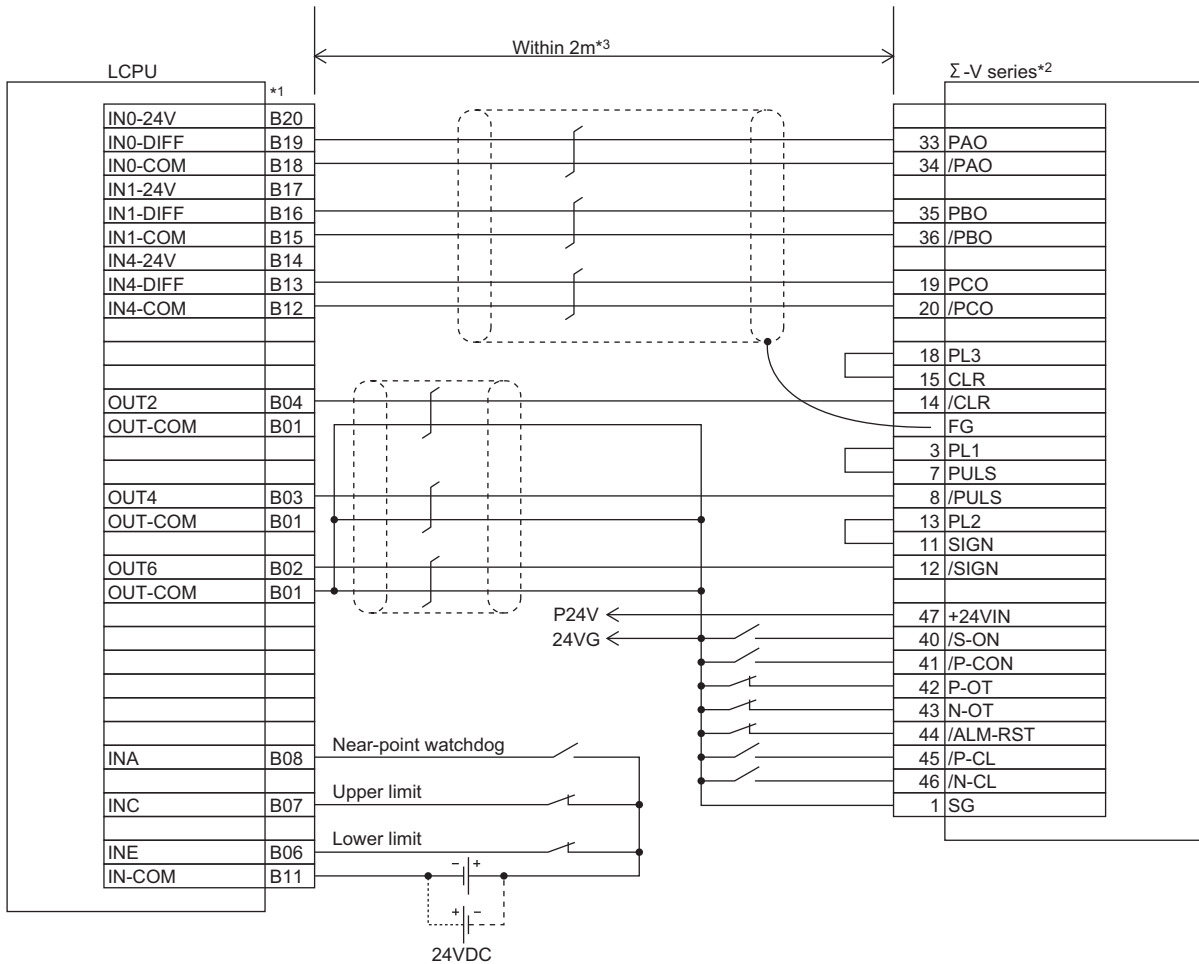 Within 2m*3
LCPU
Σ-V series*2
*1
IN0-24V B20
IN0-DIFF B19 33 PAO
IN0-COM B18 34 /PAO
IN1-24V B17
IN1-DIFF B16 35 PBO
IN1-COM B15 36 /PBO
IN4-24V B14
IN4-DIFF B13 19 PCO
IN4-COM B12 20 /PCO
18 PL3
15 CLR
OUT2 B04 14 /CLR
OUT-COM B01 FG
3 PL1
7 PULS
OUT4 B03 8 /PULS
OUT-COM B01 13 PL2
11 SIGN
OUT6 B02 12 /SIGN
OUT-COM B01
P24V 47 +24VIN
24VG 40 /S-ON
41 /P-CON
42 P-OT
43 N-OT
44 /ALM-RST
INA B08 Near-point watchdog 45 /P-CL
46 /N-CL
INC B07 Upper limit 1 SG
INE B06 Lower limit
IN-COM B11 - +
+ -
24VDC